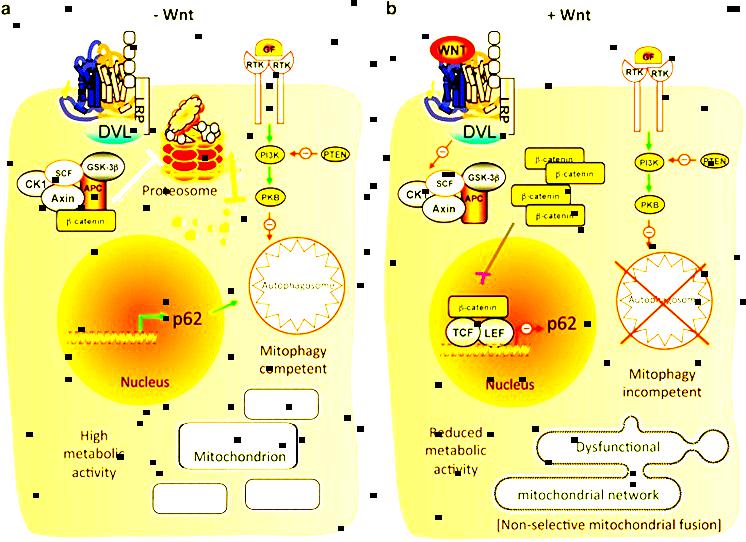 a
- Wnt
GF
RTK
RTK
LRP
DVL
PI3K
PTEN
PKB
Proteosome
CK1
SCF
GSK-3β
APC
Axin
β catenin
Autophagosome
p62
Nucleus
Mitophagy
competent
High
metabolic
activity
Mitochondrion
b
+ Wnt
WNT
GF
RTK
RTK
LRP
DVL
PI3K
PTEN
PKB
CK1
SCF
GSK-3β
APC
Axin
β-catenin
β-catenin
β-catenin
β-catenin
β-catenin
TCF
LEF
p62
Nucleus
Autophagosome
Mitophagy
incompetent
Reduced
metabolic
activity
Dysfunctional
mitochondrial network
[Non-selective mitochondrial fusion]